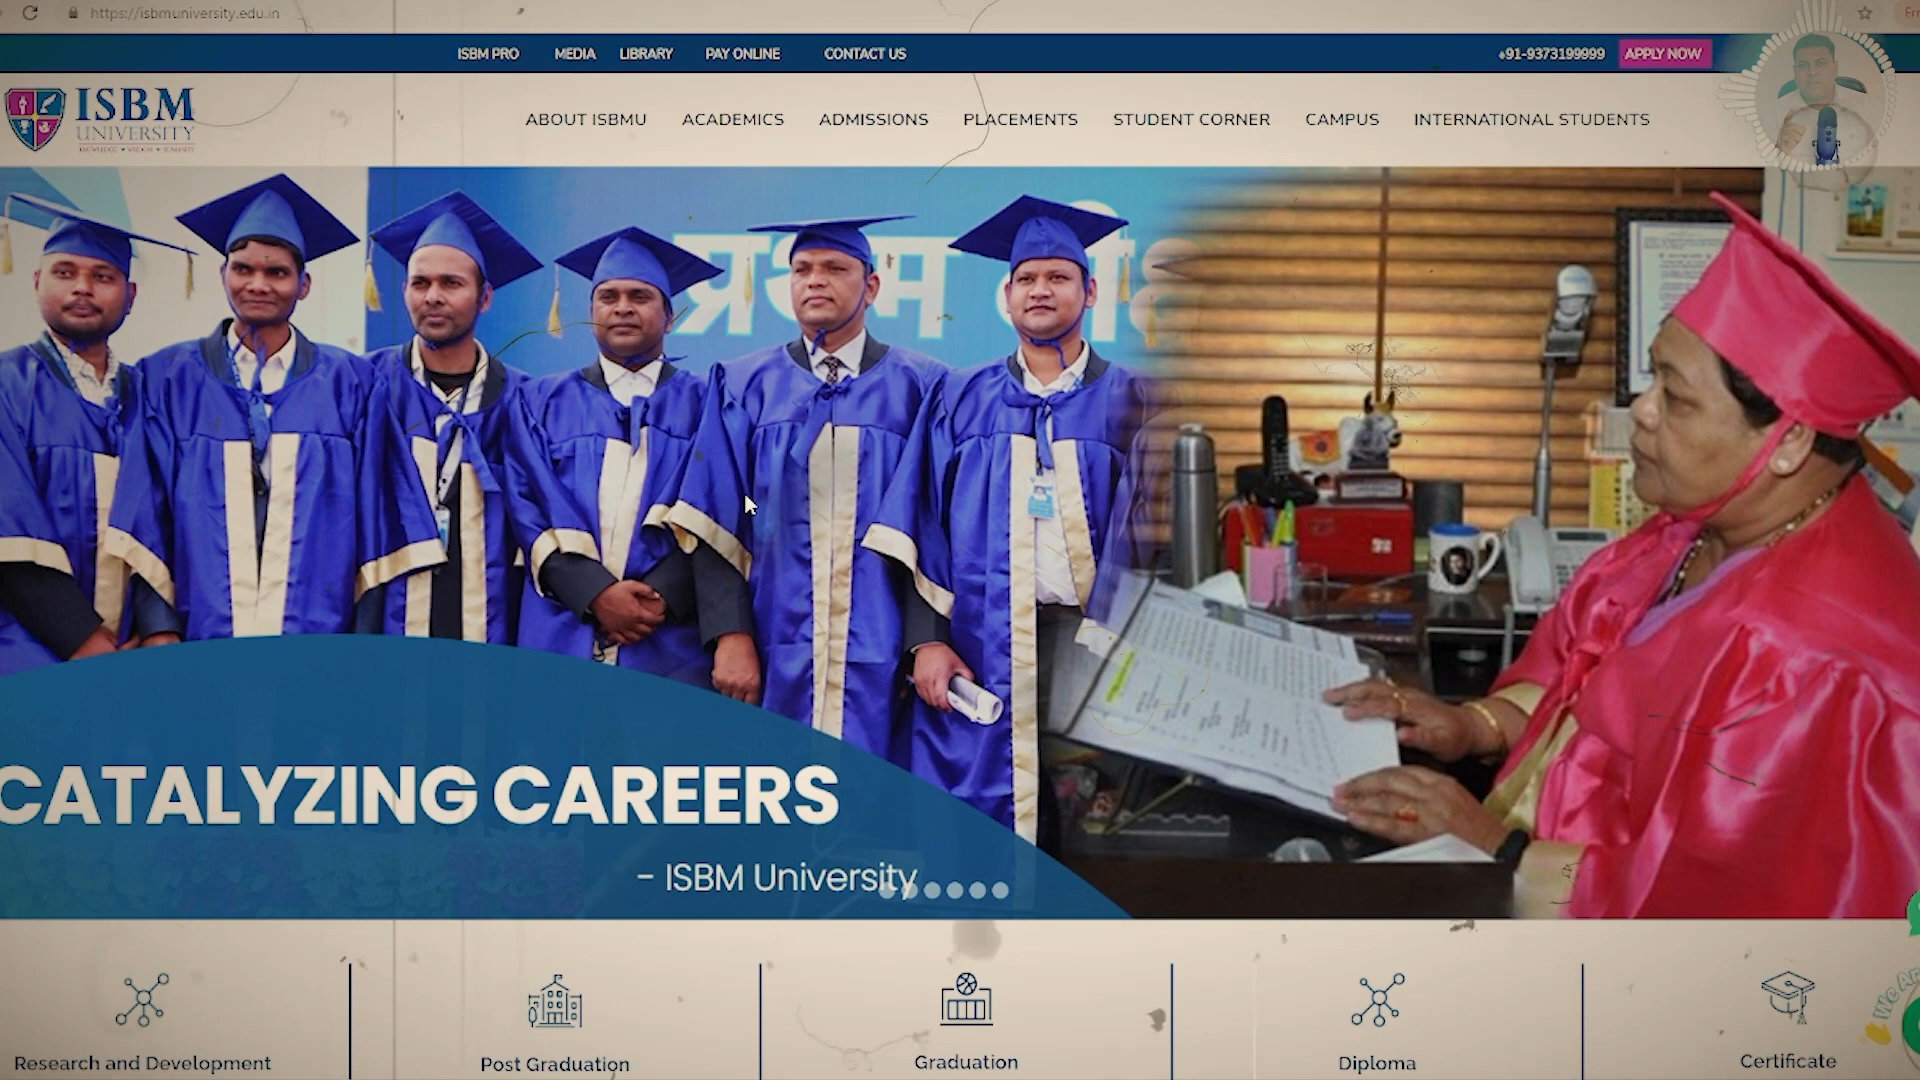 https://isbmuniversity.edu.in
ISBM PRO MEDIA LIBRARY PAY ONLINE CONTACT US +91-9373199999 APPLY NOW
ISBM
UNIVERSITY
ABOUT ISBMU ACADEMICS ADMISSIONS PLACEMENTS STUDENT CORNER CAMPUS INTERNATIONAL STUDENTS
प्रथम
CATALYZING CAREERS
- ISBM University
Research and Development Post Graduation Graduation Diploma Certificate